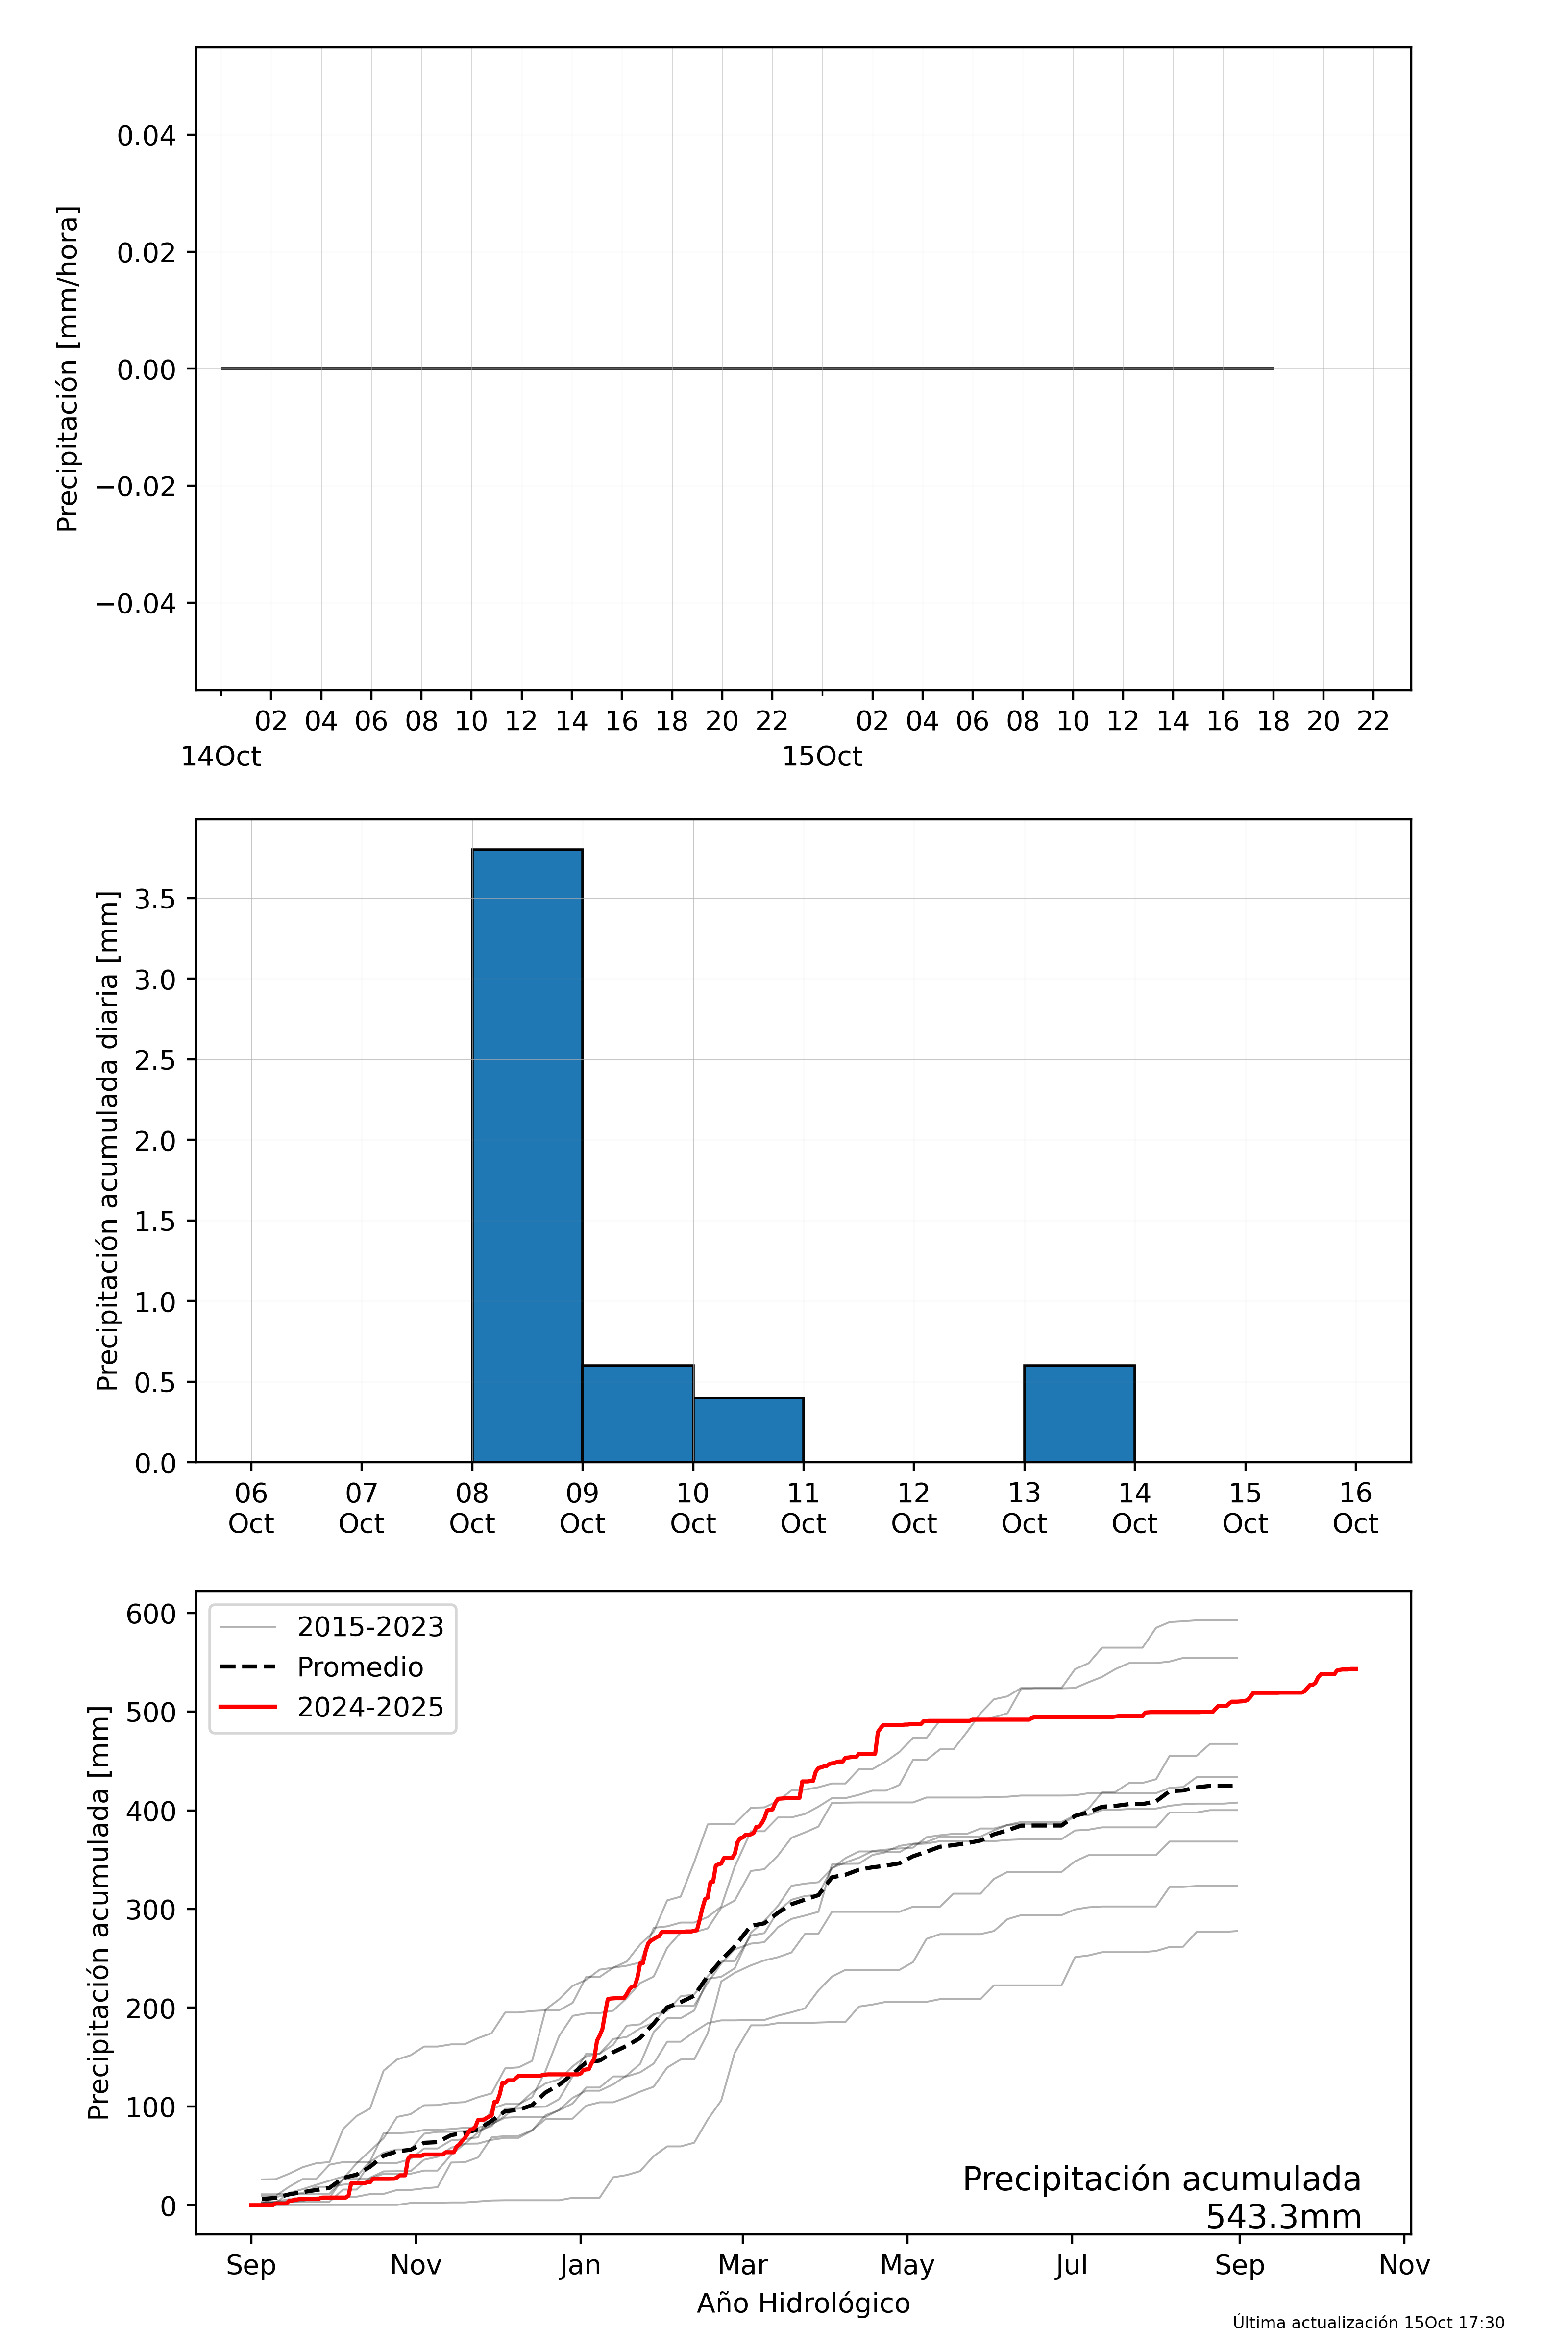 Precipitación [mm/hora]
0.04
0.02
0.00
−0.02
−0.04
02 04 06 08 10 12 14 16 18 20 22 02 04 06 08 10 12 14 16 18 20 22
14Oct 15Oct
Precipitación acumulada diaria [mm]
3.5
3.0
2.5
2.0
1.5
1.0
0.5
0.0
06 07 08 09 10 11 12 13 14 15 16
Oct Oct Oct Oct Oct Oct Oct Oct Oct Oct Oct
Precipitación acumulada [mm]
600
500
400
300
200
100
0
2015-2023
Promedio
2024-2025
Precipitación acumulada
543.3mm
Sep Nov Jan Mar May Jul Sep Nov
Año Hidrológico
Última actualización 15Oct 17:30